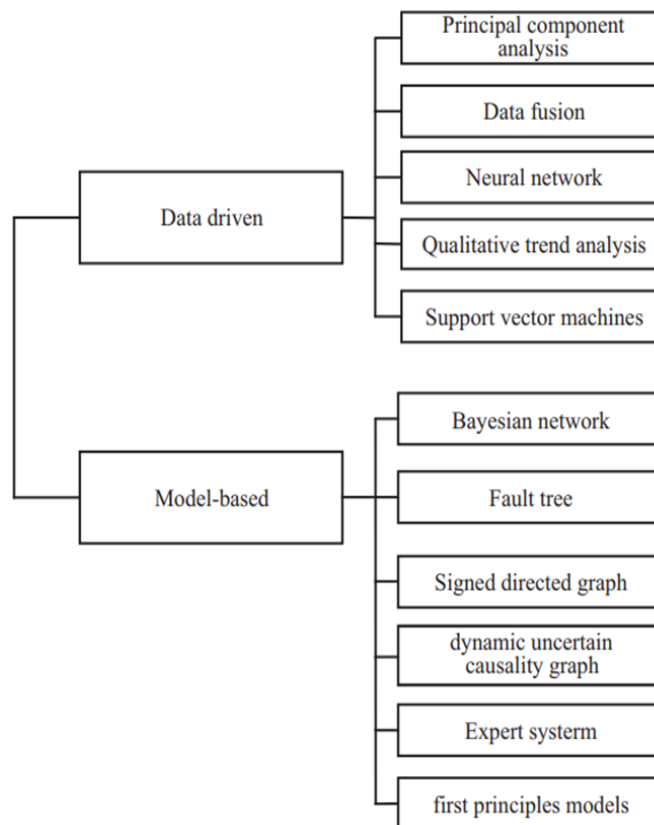 Principal component
analysis
Data fusion
Neural network
Qualitative trend analysis
Support vector machines
Data driven
Bayesian network
Fault tree
Signed directed graph
dynamic uncertain
causality graph
Expert systerm
first principles models
Model-based